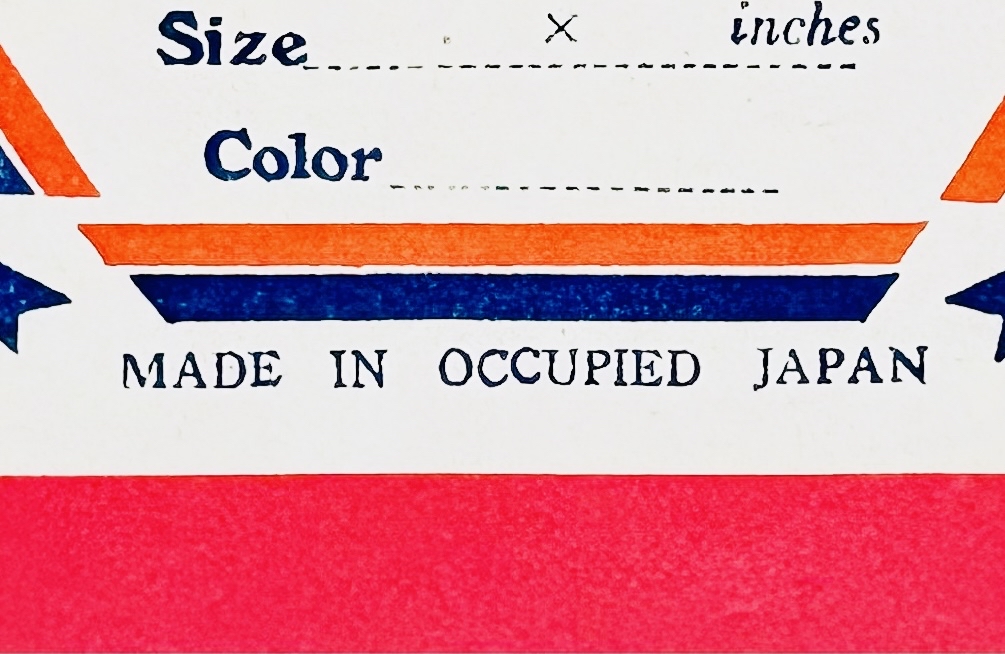 Size × inches
Color
MADE IN OCCUPIED JAPAN